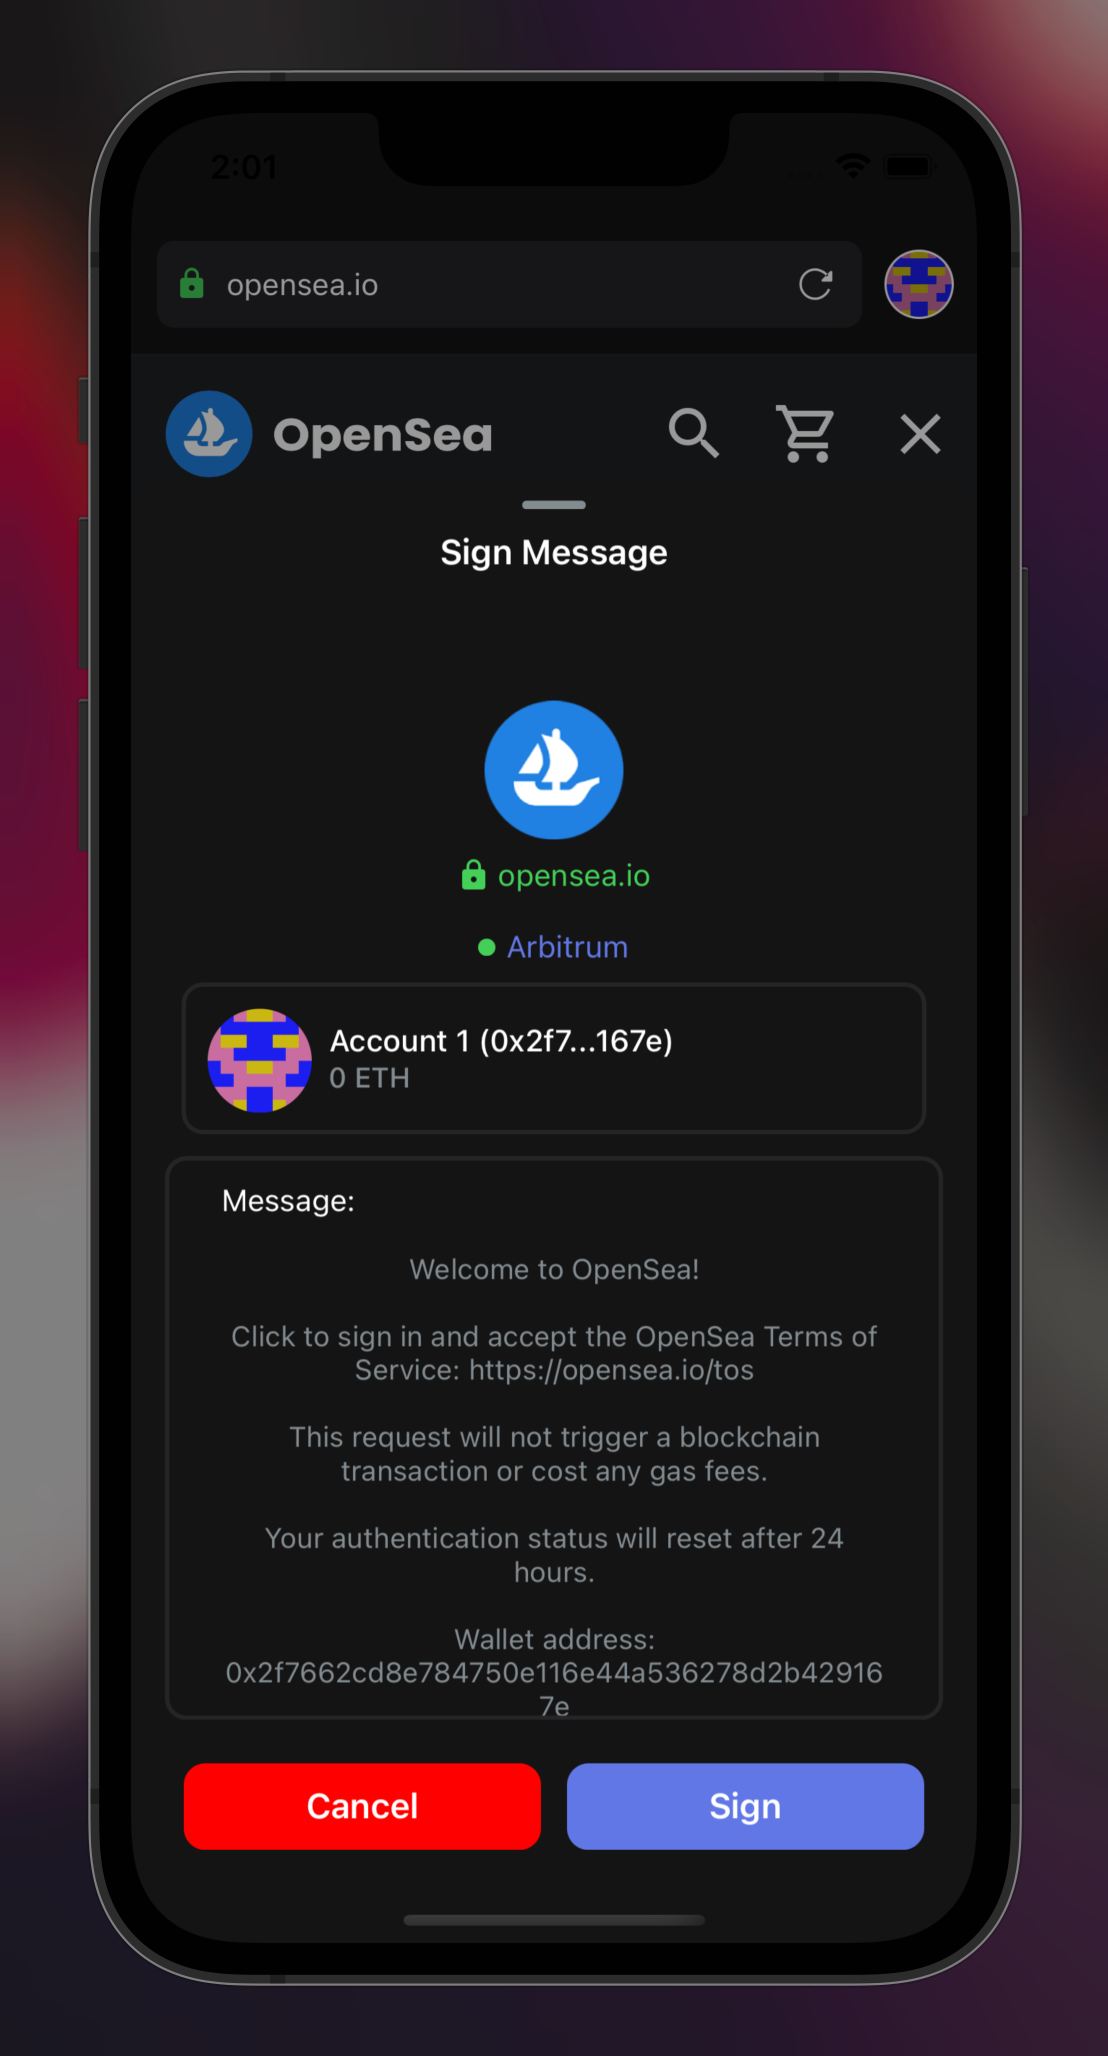 2:01
opensea.io
OpenSea
Sign Message
opensea.io
Arbitrum
Account 1 (0x2f7...167e)
0 ETH
Message:
Welcome to OpenSea!
Click to sign in and accept the OpenSea Terms of
Service: https://opensea.io/tos
This request will not trigger a blockchain
transaction or cost any gas fees.
Your authentication status will reset after 24
hours.
Wallet address:
0x2f7662cd8e784750e116e44a536278d2b42916
7e
Cancel
Sign